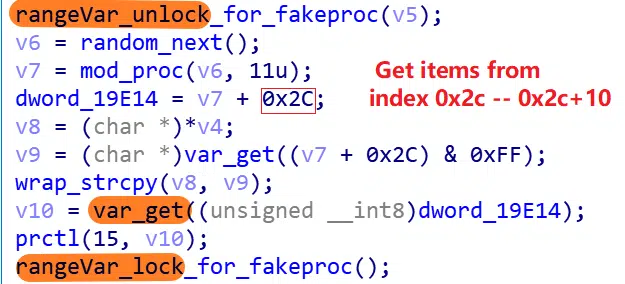 rangeVar_unlock_for_fakeproc(v5);
v6 = random_next();
v7 = mod_proc(v6, 11u);
Get items from
dword_19E14 = v7 + 0x2C;
index 0x2c -- 0x2c+10
v8 = (char *)*v4;
v9 = (char *)var_get((v7 + 0x2C) & 0xFF);
wrap_strcpy(v8, v9);
v10 = var_get((unsigned __int8)dword_19E14);
prctl(15, v10);
rangeVar_lock_for_fakeproc();